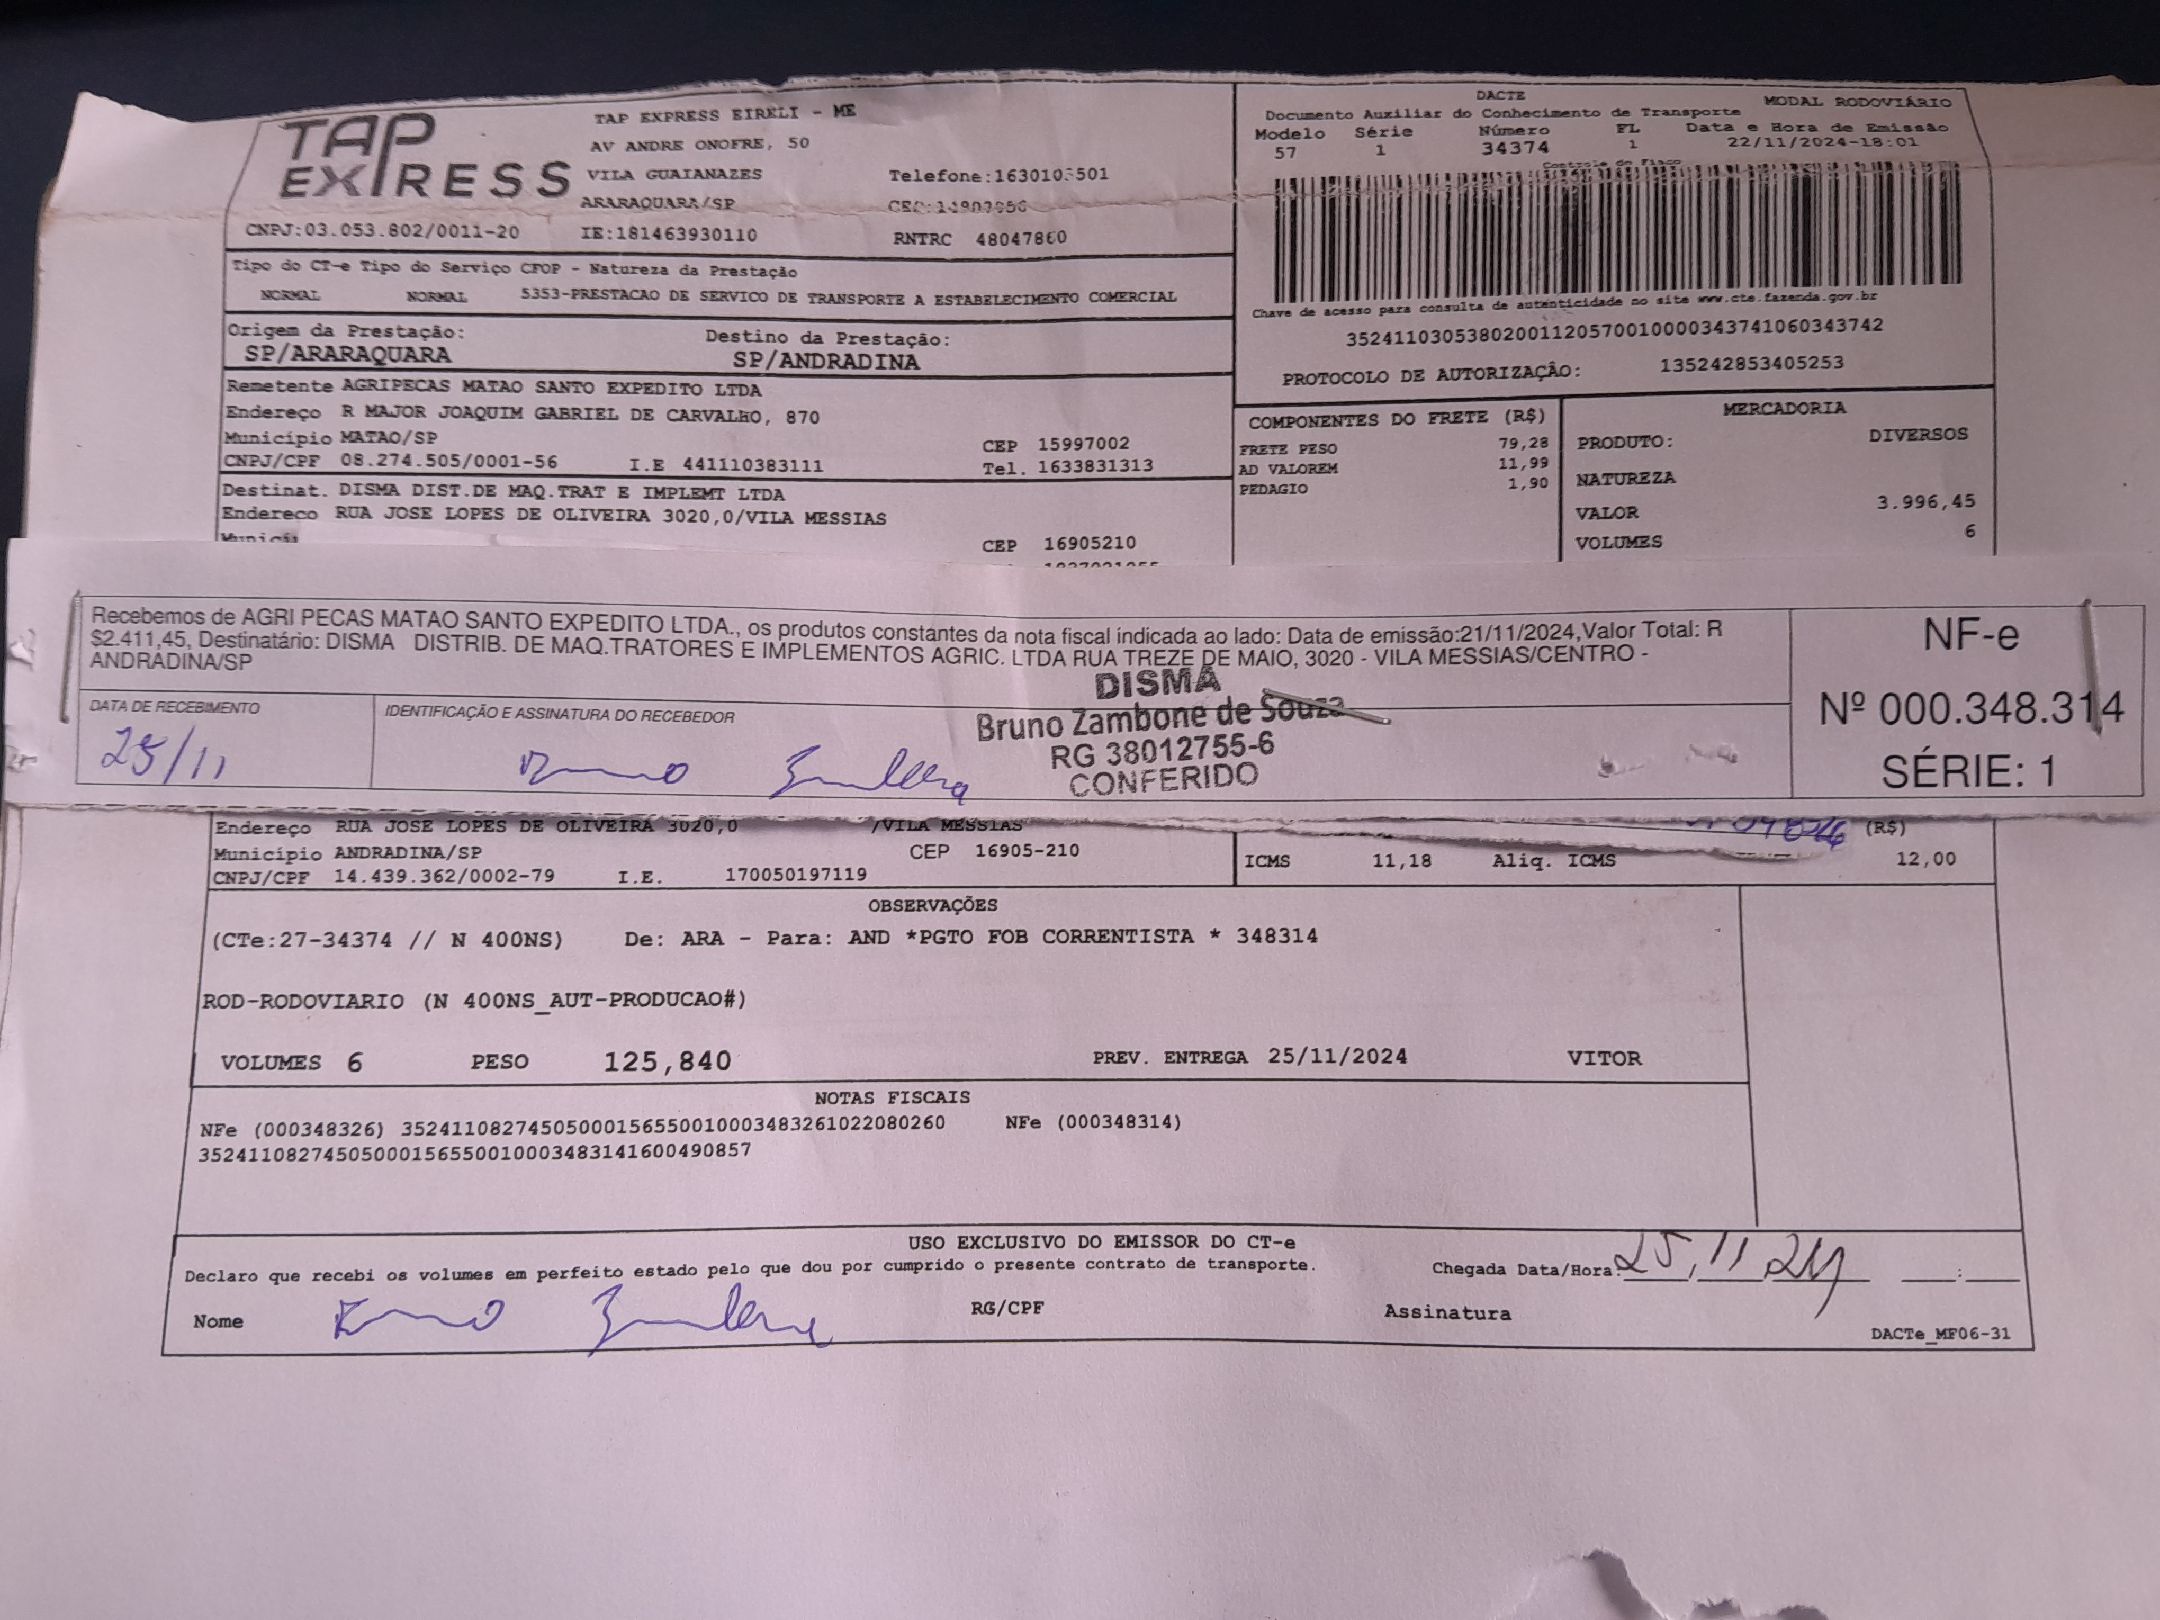 TAP EXPRESS
TAP EXPRESS EIRELI - ME
AV ANDRE ONOFRE, 50
VILA GUAIANAZES Telefone:1630103501
ARARAQUARA/SP
CNPJ:03.053.802/0011-20 IE:181463930110 RNTRC 48047860
DACTE MODAL RODOVIÁRIO
Documento Auxiliar do Conhecimento de Transporte
Modelo Série Número FL Data e Hora de Emissão
57 1 34374 1 22/11/2024-18:01
Controle do Fisco
Chave de acesso para consulta de autenticidade no site www.cte.fazenda.gov.br
35241103053802001120570010000343741060343742
PROTOCOLO DE AUTORIZAÇÃO: 135242853405253
Tipo do CT-e Tipo do Serviço CFOP - Natureza da Prestação
NORMAL NORMAL 5353-PRESTACAO DE SERVICO DE TRANSPORTE A ESTABELECIMENTO COMERCIAL
Origem da Prestação: Destino da Prestação:
SP/ARARAQUARA SP/ANDRADINA
Remetente AGRIPECAS MATAO SANTO EXPEDITO LTDA
Endereço R MAJOR JOAQUIM GABRIEL DE CARVALHO, 870
Município MATAO/SP CEP 15997002
CNPJ/CPF 08.274.505/0001-56 I.E 441110383111 Tel. 1633831313
Destinat. DISMA DIST.DE MAQ.TRAT E IMPLEMT LTDA
Endereco RUA JOSE LOPES DE OLIVEIRA 3020,0/VILA MESSIAS
CEP 16905210
COMPONENTES DO FRETE (R$)
FRETE PESO 79,28
AD VALOREM 11,99
PEDAGIO 1,90
MERCADORIA
PRODUTO: DIVERSOS
NATUREZA
VALOR 3.996,45
VOLUMES 6
Recebemos de AGRI PECAS MATAO SANTO EXPEDITO LTDA., os produtos constantes da nota fiscal indicada ao lado: Data de emissão:21/11/2024,Valor Total: R
$2.411,45, Destinatário: DISMA DISTRIB. DE MAQ.TRATORES E IMPLEMENTOS AGRIC. LTDA RUA TREZE DE MAIO, 3020 - VILA MESSIAS/CENTRO -
ANDRADINA/SP
DATA DE RECEBIMENTO IDENTIFICAÇÃO E ASSINATURA DO RECEBEDOR
25/11
DISMA
Bruno Zambone de Souza
RG 38012755-6
CONFERIDO
NF-e
Nº 000.348.314
SÉRIE: 1
Endereço RUA JOSE LOPES DE OLIVEIRA 3020,0 /VILA MESSIAS
Município ANDRADINA/SP CEP 16905-210
CNPJ/CPF 14.439.362/0002-79 I.E. 170050197119
(R$)
ICMS 11,18 Aliq. ICMS 12,00
OBSERVAÇÕES
(CTe:27-34374 // N 400NS) De: ARA - Para: AND *PGTO FOB CORRENTISTA * 348314
ROD-RODOVIARIO (N 400NS_AUT-PRODUCAO#)
VOLUMES 6 PESO 125,840 PREV. ENTREGA 25/11/2024 VITOR
NOTAS FISCAIS
NFe (000348326) 35241108274505000156550010003483261022080260 NFe (000348314)
35241108274505000156550010003483141600490857
USO EXCLUSIVO DO EMISSOR DO CT-e
Declaro que recebi os volumes em perfeito estado pelo que dou por cumprido o presente contrato de transporte. Chegada Data/Hora: 25, 11 24
Nome RG/CPF Assinatura
DACTe_MF06-31